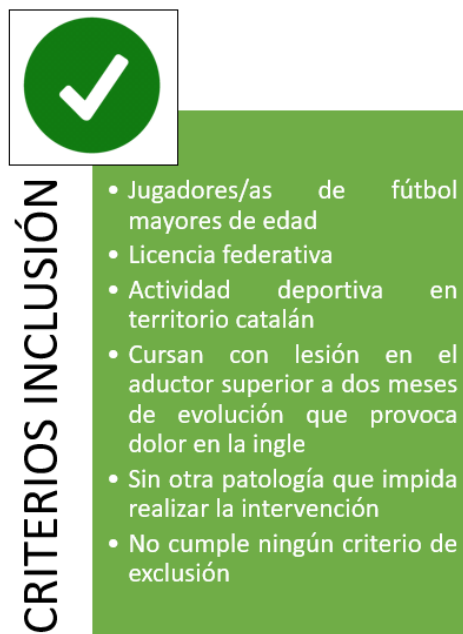 CRITERIOS INCLUSIÓN
• Jugadores/as de fútbol
mayores de edad
• Licencia federativa
• Actividad deportiva en
territorio catalán
• Cursan con lesión en el
aductor superior a dos meses
de evolución que provoca
dolor en la ingle
• Sin otra patología que impida
realizar la intervención
• No cumple ningún criterio de
exclusión